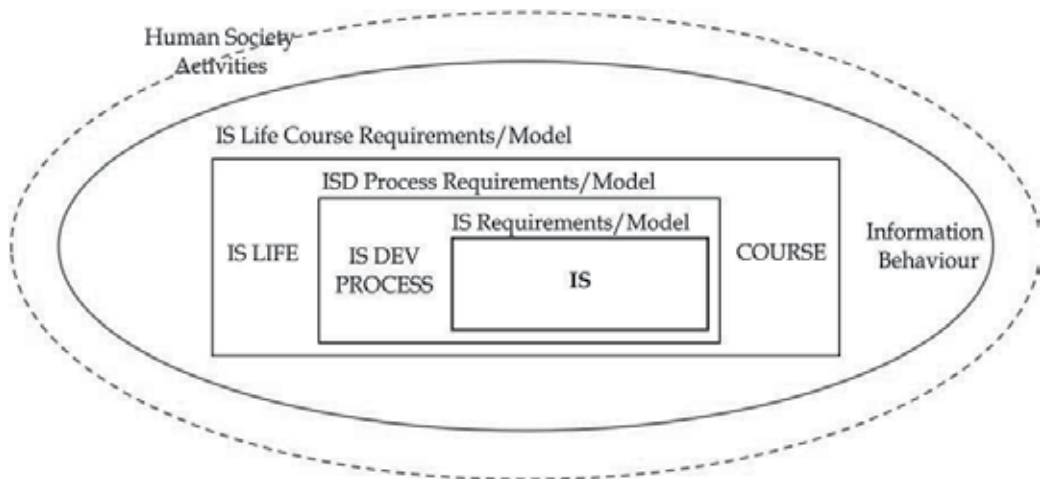 Human Society
Activities
IS Life Course Requirements/Model
ISD Process Requirements/Model
IS Requirements/Model
IS LIFE
IS DEV
PROCESS
IS
COURSE
Information
Behaviour